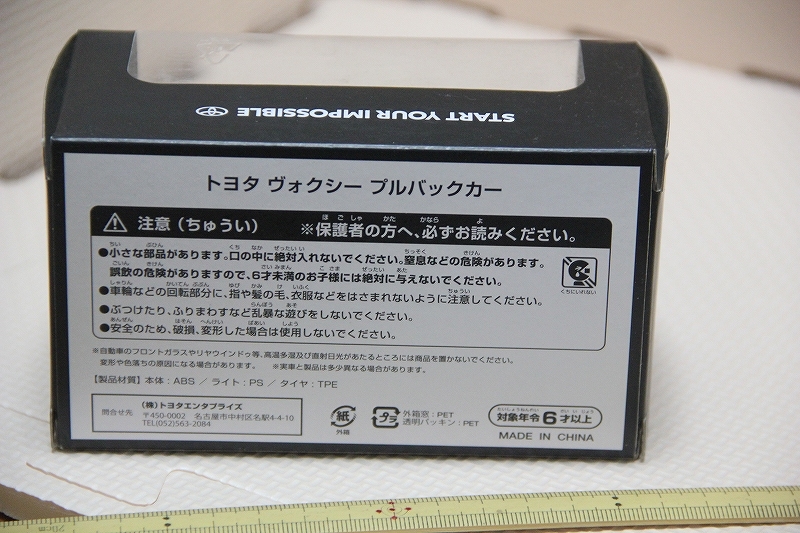 START YOUR IMPOSSIBLE
トヨタ ヴォクシー プルバックカー
注意（ちゅうい） ※保護者の方へ、必ずお読みください。
●小さな部品があります。口の中に絶対入れないでください。窒息などの危険があります。
誤飲の危険がありますので、6才未満のお子様には絶対に与えないでください。
●車輪などの回転部分に、指や髪の毛、衣服などをはさまれないように注意してください。
●ぶつけたり、ふりまわすなど乱暴な遊びをしないでください。
●安全のため、破損、変形した場合は使用しないでください。
くちにいれない
※自動車のフロントガラスやリヤウインドゥ等、高温多湿及び直射日光があたるところには商品を置かないでください。
変形や色落ちの原因になる場合があります。 ※実車と製品は多少異なる場合があります。
【製品材質】本体：ABS ／ ライト：PS ／ タイヤ：TPE
問合せ先
（株）トヨタエンタプライズ
〒450-0002 名古屋市中村区名駅4-4-10
TEL(052)563-2084
紙
外箱
プラ
外箱窓：PET
透明パッキン：PET
対象年令 6 才以上
MADE IN CHINA